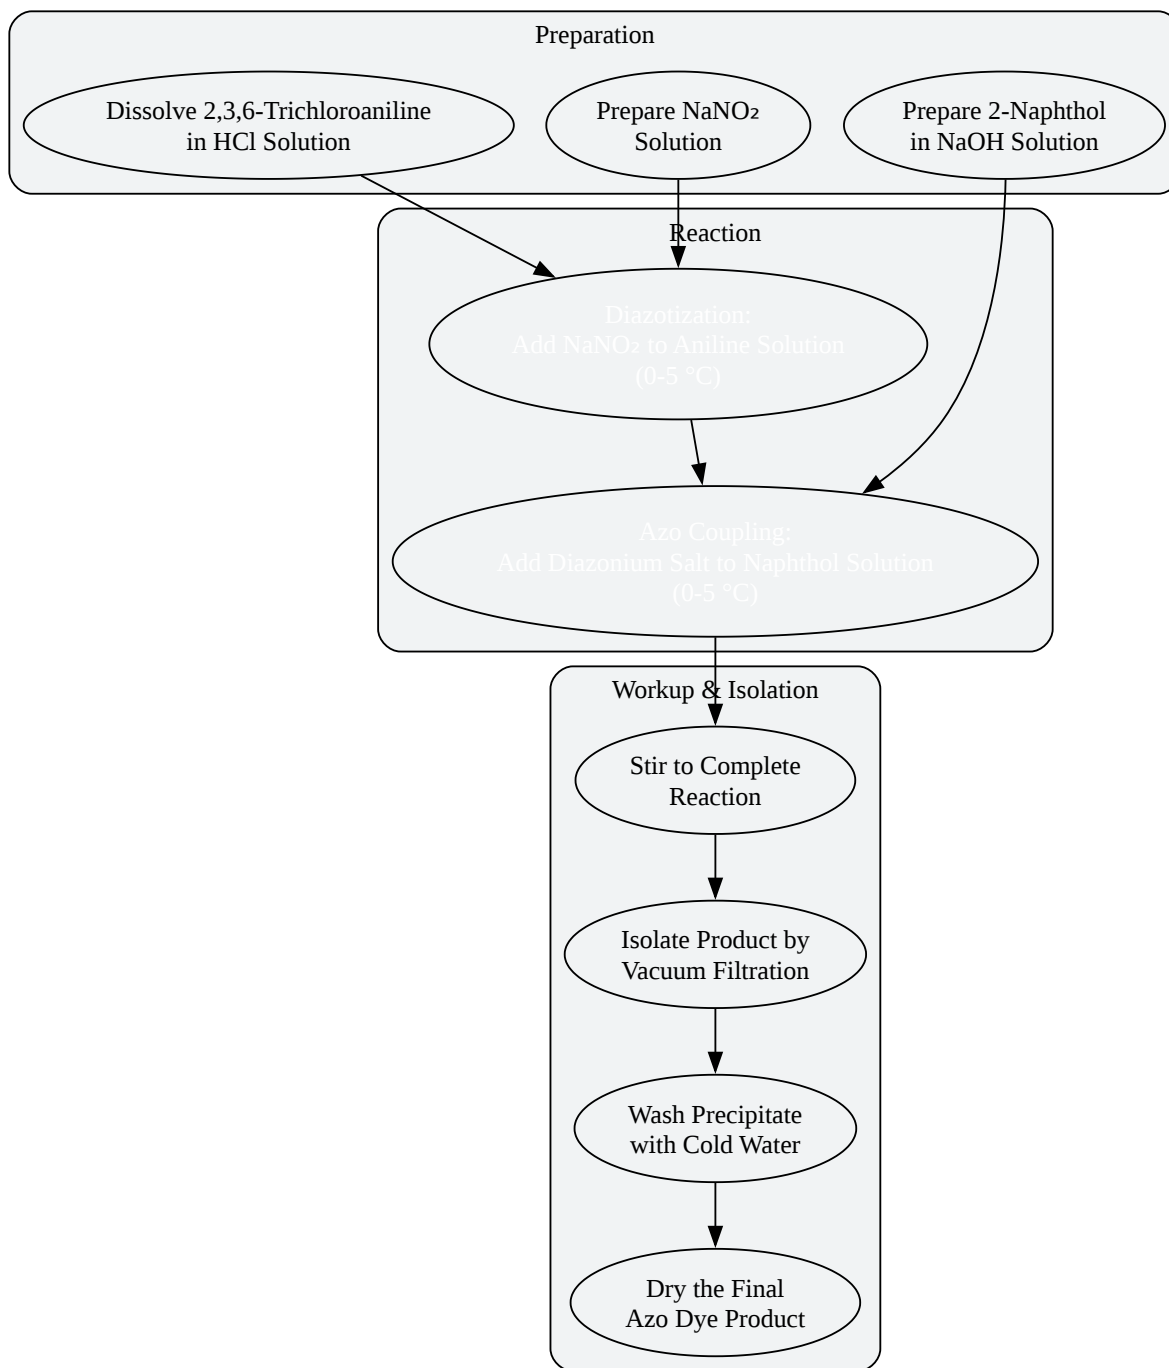 Preparation
Dissolve 2,3,6-Trichloroaniline
in HCl Solution
Prepare NaNO₂
Solution
Prepare 2-Naphthol
in NaOH Solution
Reaction
Diazotization:
Add NaNO₂ to Aniline Solution
(0-5 °C)
Azo Coupling:
Add Diazonium Salt to Naphthol Solution
(0-5 °C)
Workup & Isolation
Stir to Complete
Reaction
Isolate Product by
Vacuum Filtration
Wash Precipitate
with Cold Water
Dry the Final
Azo Dye Product